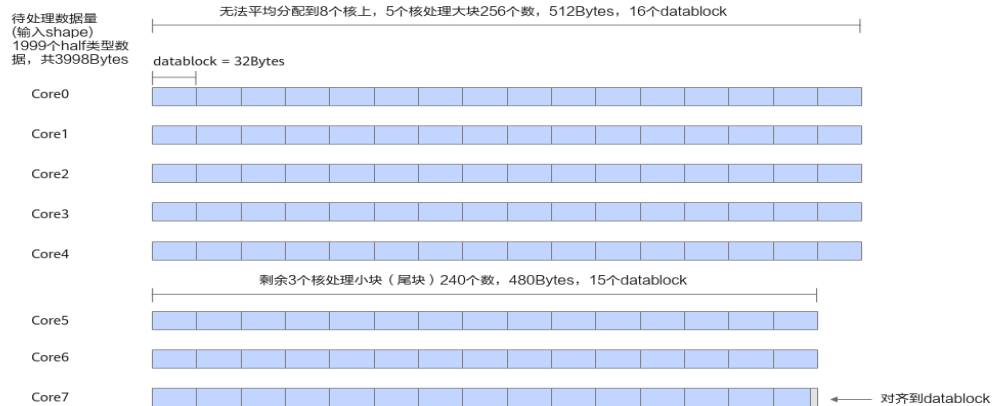 待处理数据量
(输入shape)
1999个half类型数
据，共3998Bytes
无法平均分配到8个核上，5个核处理大块256个数，512Bytes，16个datablock
datablock = 32Bytes
Core0
Core1
Core2
Core3
Core4
剩余3个核处理小块（尾块）240个数，480Bytes，15个datablock
Core5
Core6
Core7
对齐到datablock